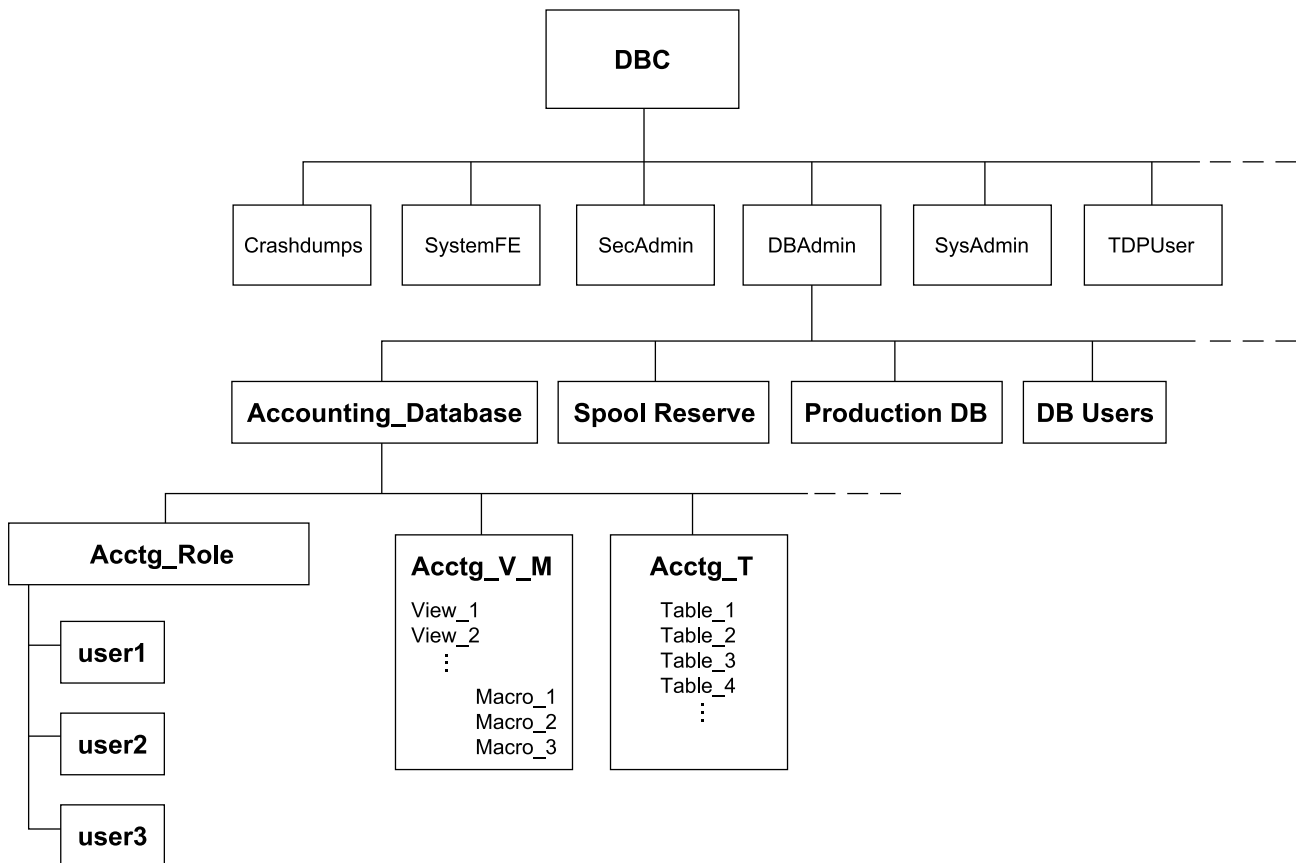 DBC
Crashdumps
SystemFE
SecAdmin
DBAdmin
SysAdmin
TDPUser
Accounting_Database
Spool Reserve
Production DB
DB Users
Acctg_Role
user1
user2
user3
Acctg_V_M
View_1
View_2
⋮
Macro_1
Macro_2
Macro_3
Acctg_T
Table_1
Table_2
Table_3
Table_4
⋮